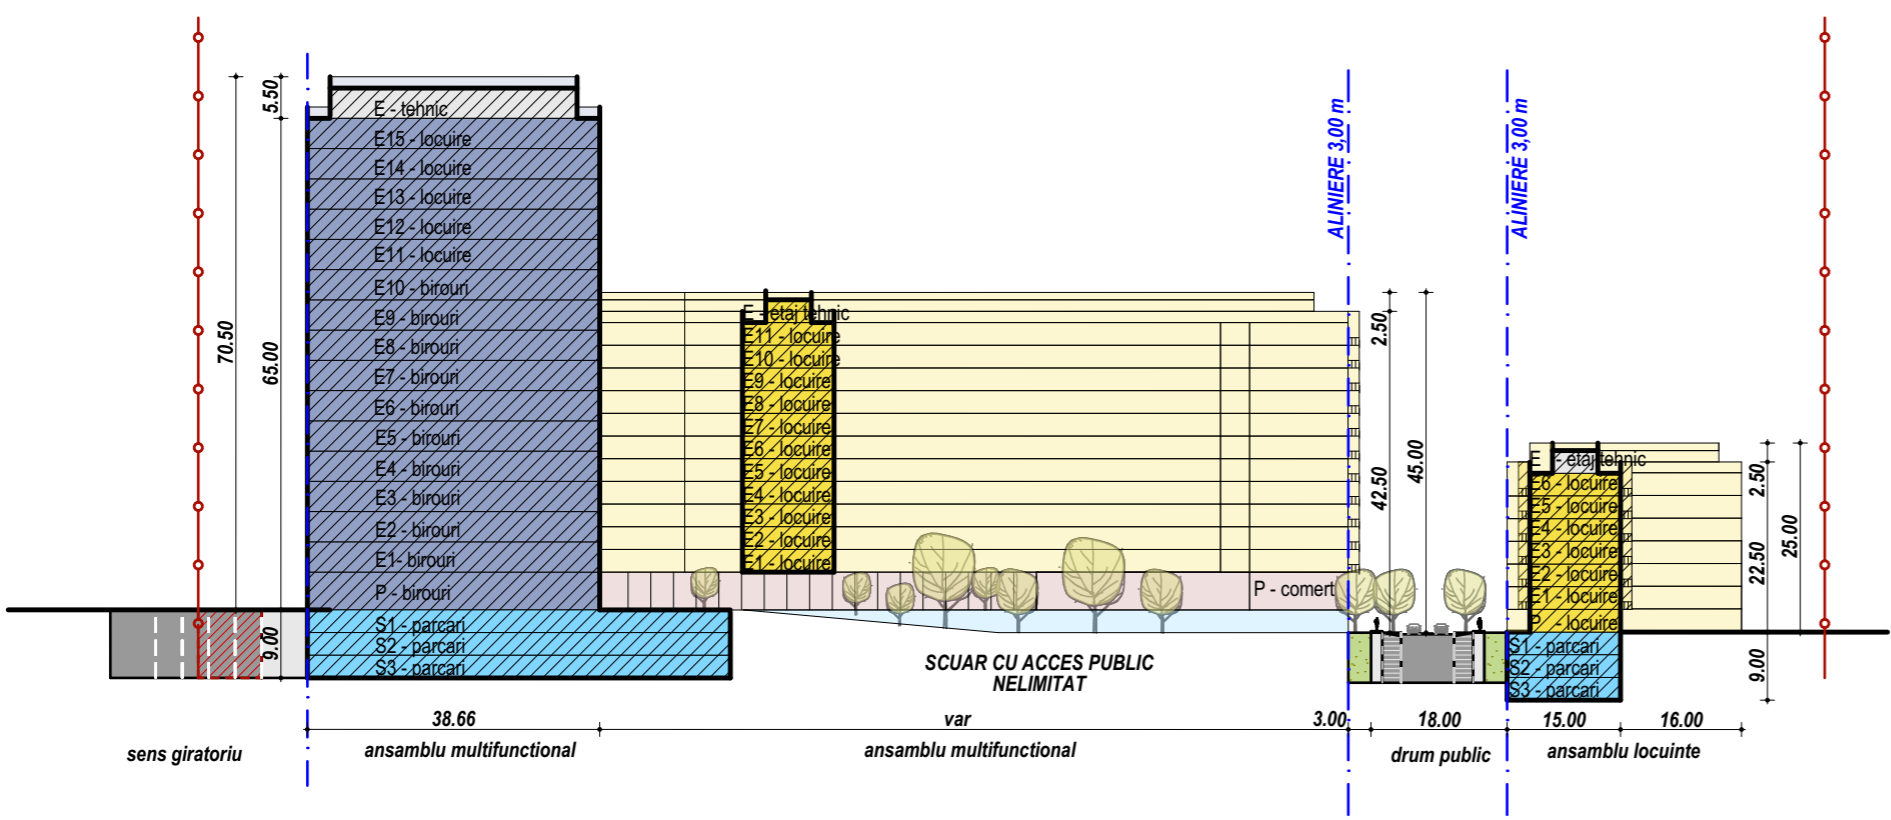 5.50
70.50
65.00
9.00
E - tehnic
E15 - locuire
E14 - locuire
E13 - locuire
E12 - locuire
E11 - locuire
E10 - birouri
E9 - birouri
E8 - birouri
E7 - birouri
E6 - birouri
E5 - birouri
E4 - birouri
E3 - birouri
E2 - birouri
E1- birouri
P - birouri
S1 - parcari
S2 - parcari
S3 - parcari
E - etaj tehnic
E11 - locuire
E10 - locuire
E9 - locuire
E8 - locuire
E7 - locuire
E6 - locuire
E5 - locuire
E4 - locuire
E3 - locuire
E2 - locuire
E1 - locuire
P - comert
SCUAR CU ACCES PUBLIC
NELIMITAT
ALINIERE 3,00 m
ALINIERE 3,00 m
2.50
42.50
45.00
E - etaj tehnic
E6 - locuire
E5 - locuire
E4 - locuire
E3 - locuire
E2 - locuire
E1 - locuire
P - locuire
S1 - parcari
S2 - parcari
S3 - parcari
2.50
22.50
25.00
9.00
38.66
var
3.00
18.00
15.00
16.00
sens giratoriu
ansamblu multifunctional
ansamblu multifunctional
drum public
ansamblu locuinte